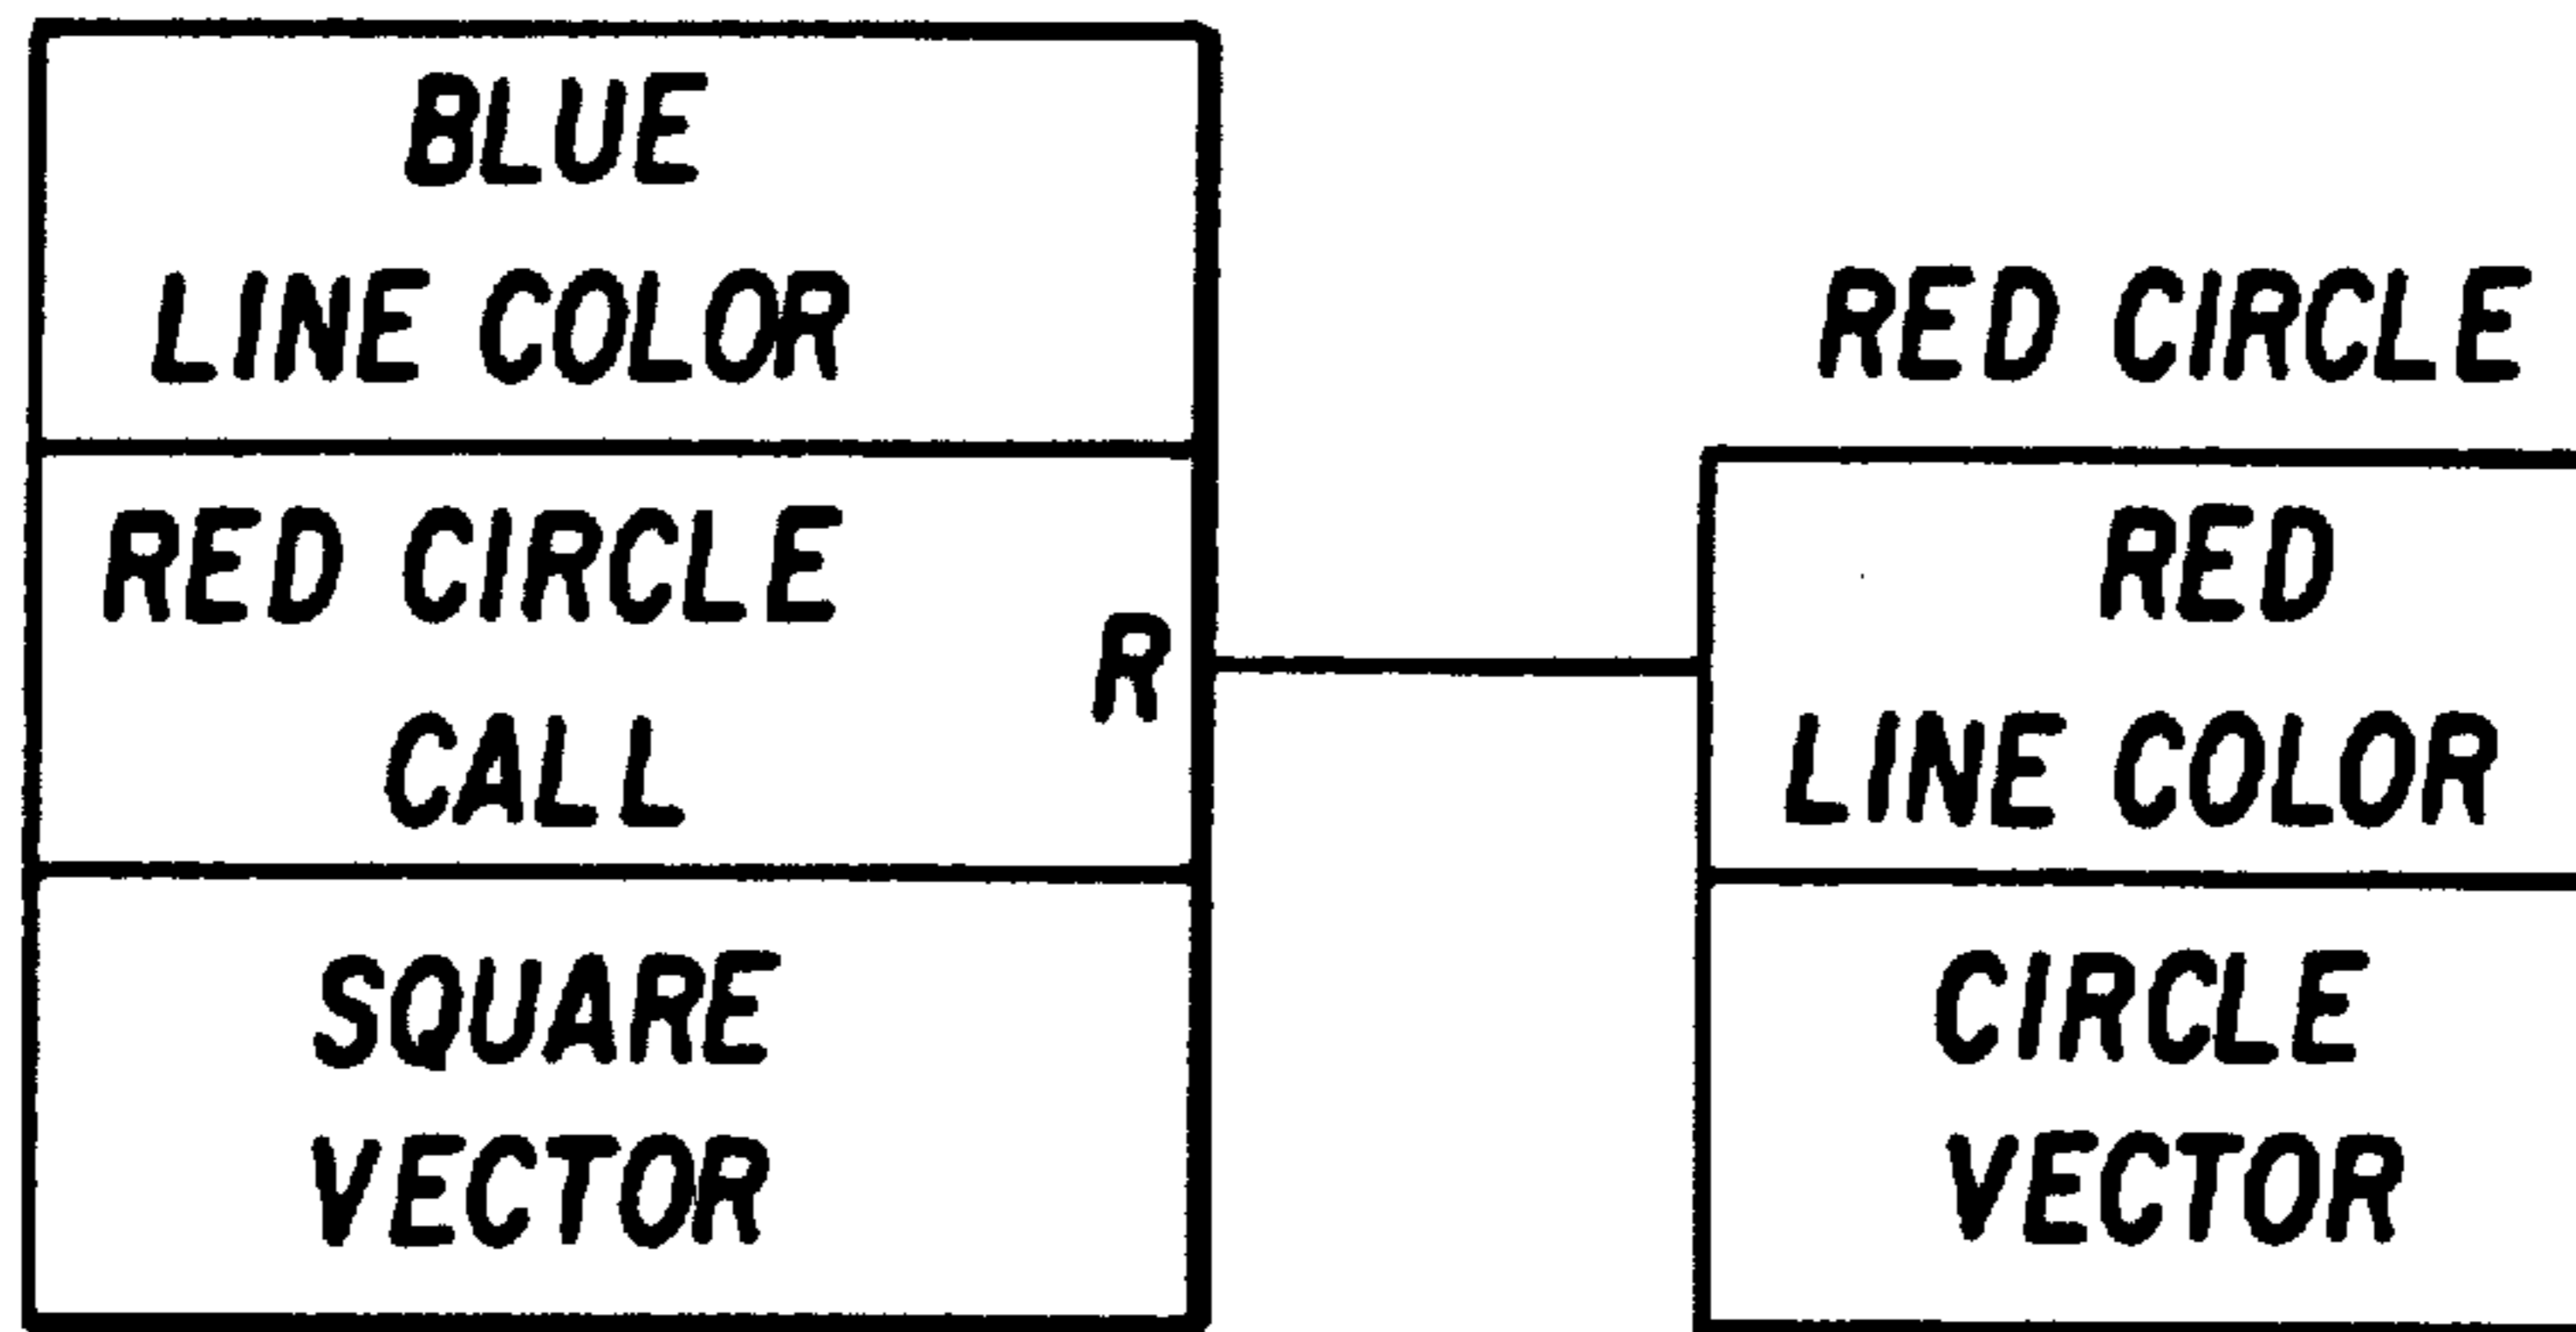 BLUE
LINE COLOR
RED CIRCLE
CALL
R
SQUARE
VECTOR
RED CIRCLE
RED
LINE COLOR
CIRCLE
VECTOR